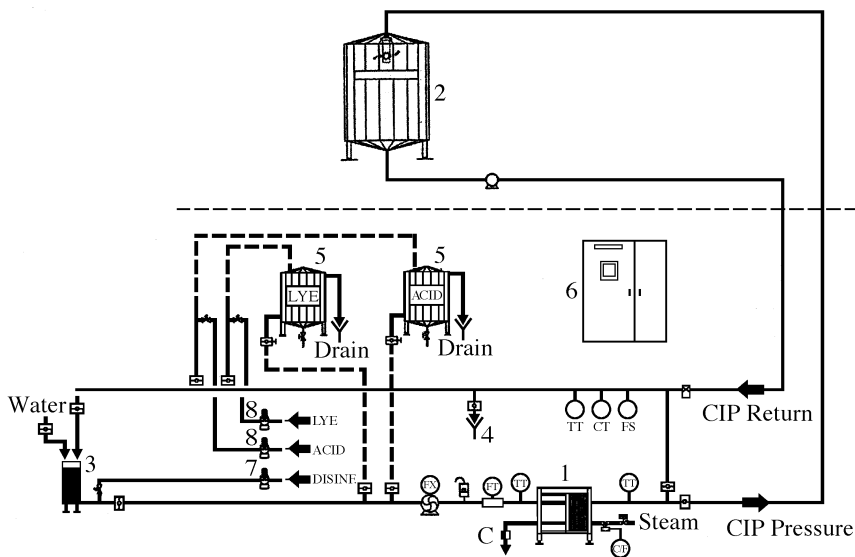 2
5
5
6
LYE
ACID
Drain
Drain
Water
8
LYE
TT
CT
FS
CIP Return
8
ACID
4
3
7
DISINF.
FX
FT
TT
1
TT
Steam
CIP Pressure
C